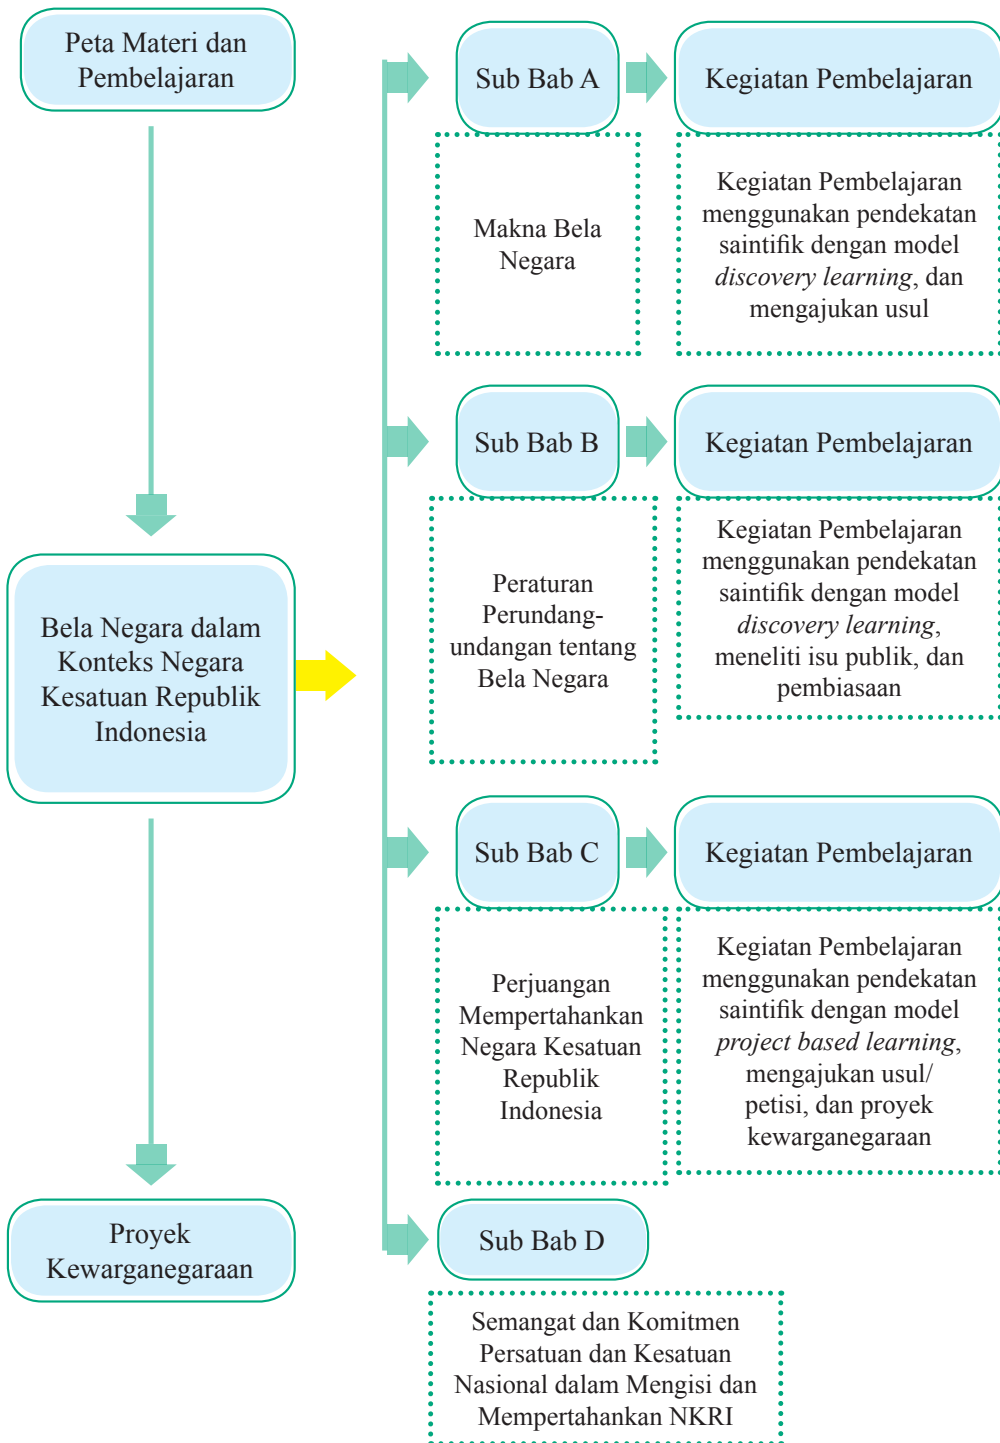 Peta Materi dan
Pembelajaran
Bela Negara dalam
Konteks Negara
Kesatuan Republik
Indonesia
Proyek
Kewarganegaraan
Sub Bab A
Kegiatan Pembelajaran
Makna Bela
Negara
Kegiatan Pembelajaran
menggunakan pendekatan
saintifik dengan model
discovery learning, dan
mengajukan usul
Sub Bab B
Kegiatan Pembelajaran
Peraturan
Perundang-
undangan tentang
Bela Negara
Kegiatan Pembelajaran
menggunakan pendekatan
saintifik dengan model
discovery learning,
meneliti isu publik, dan
pembiasaan
Sub Bab C
Kegiatan Pembelajaran
Perjuangan
Mempertahankan
Negara Kesatuan
Republik
Indonesia
Kegiatan Pembelajaran
menggunakan pendekatan
saintifik dengan model
project based learning,
mengajukan usul/
petisi, dan proyek
kewarganegaraan
Sub Bab D
Semangat dan Komitmen
Persatuan dan Kesatuan
Nasional dalam Mengisi dan
Mempertahankan NKRI